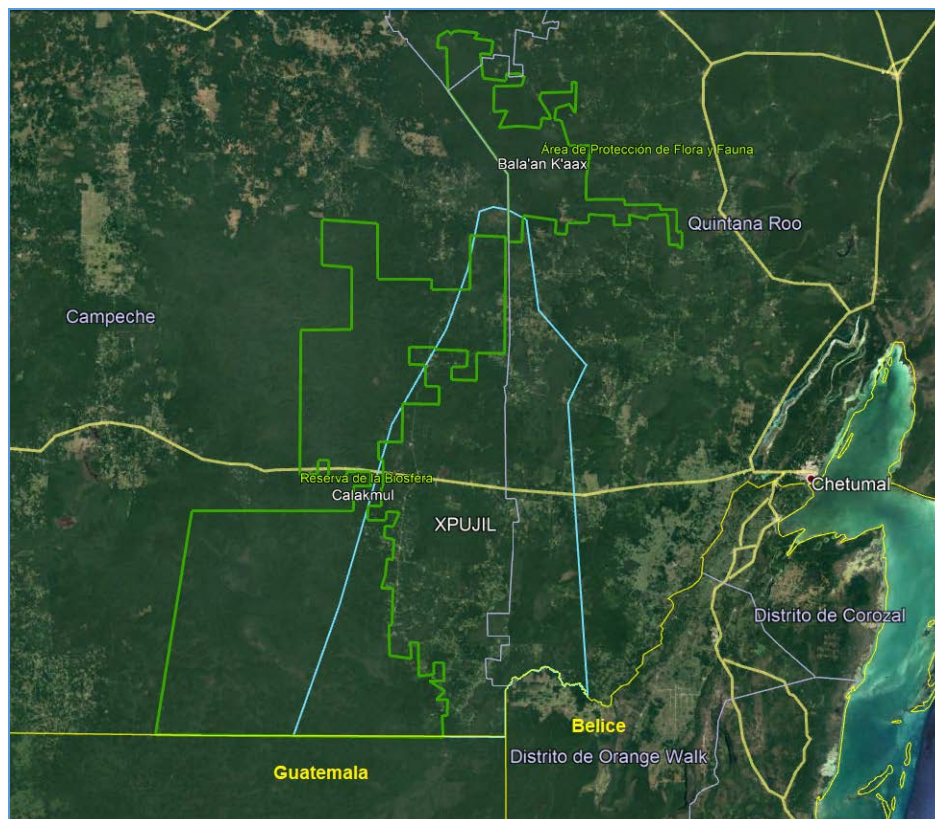 Área de Protección de Flora y Fauna
Bala'an K'aax
Quintana Roo
Campeche
Reserva de la Biosfera
Calakmul
Chetumal
XPUJIL
Distrito de Corozal
Belice
Distrito de Orange Walk
Guatemala